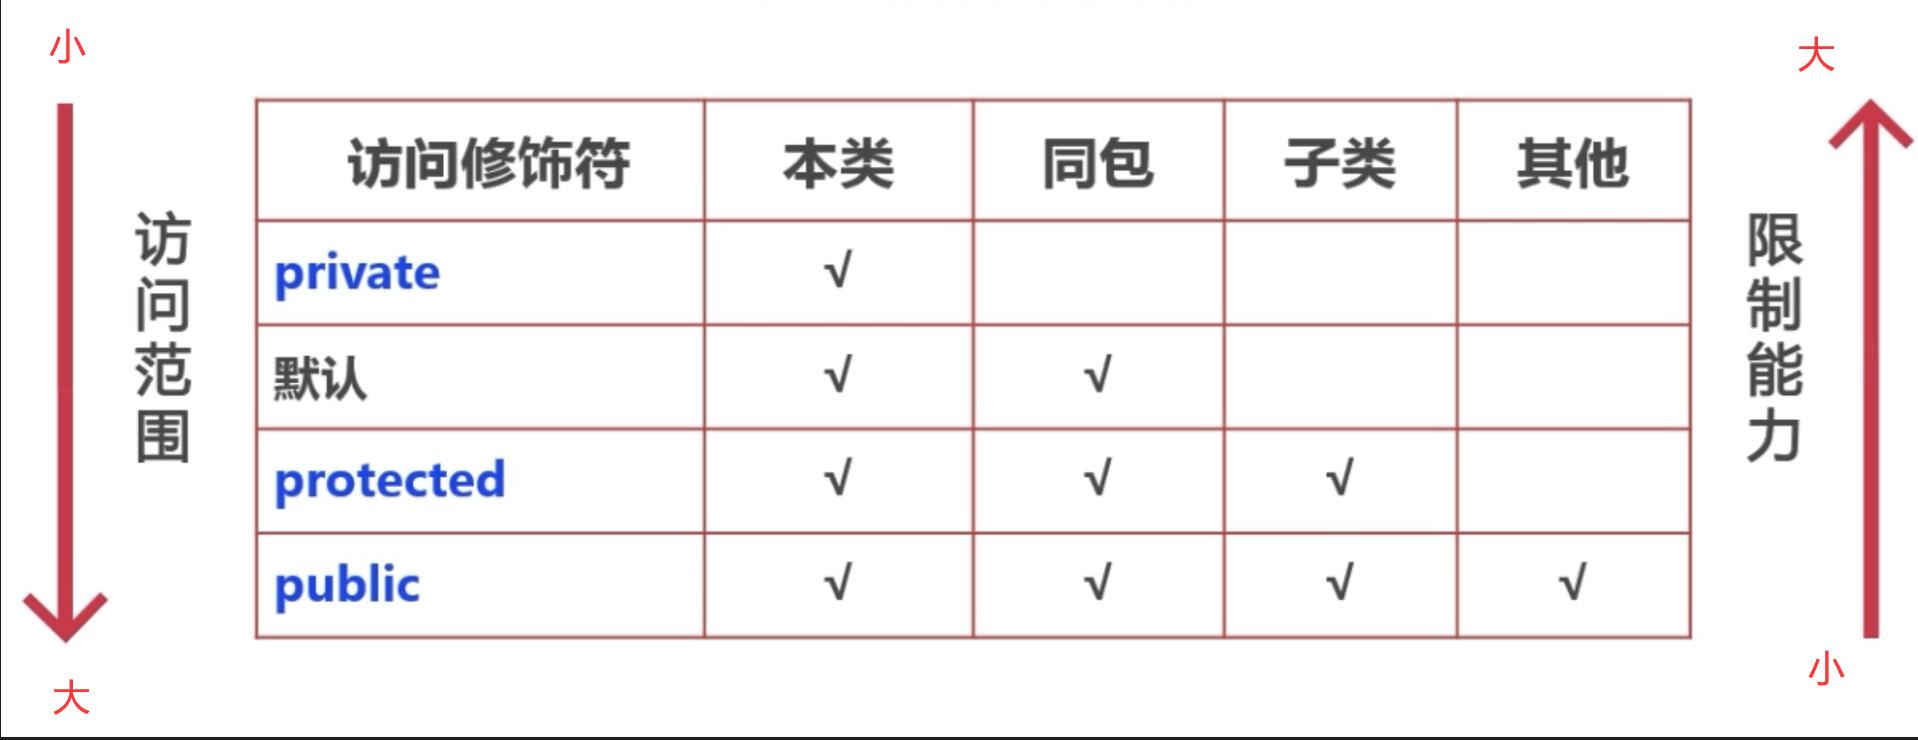 小
大
访问修饰符 本类 同包 子类 其他
访问范围
限制能力
private √
默认 √ √
protected √ √ √
public √ √ √ √
大
小